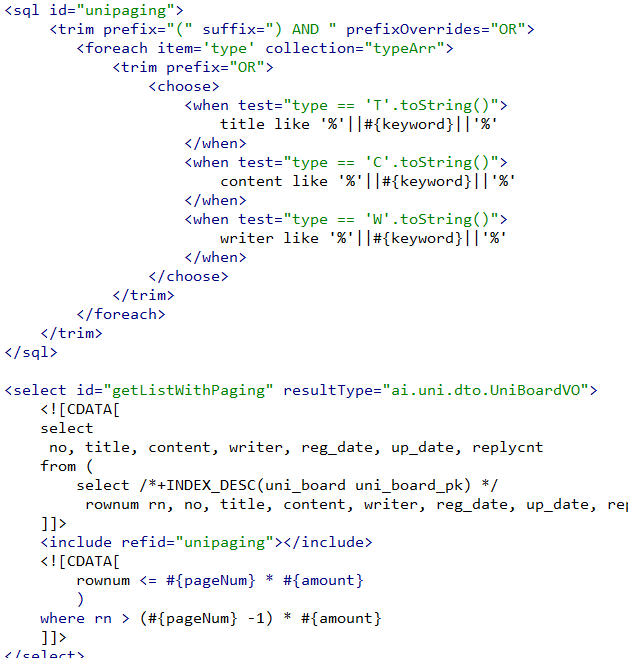 <sql id="unipaging">
<trim prefix="(" suffix=") AND " prefixOverrides="OR">
<foreach item='type' collection="typeArr">
<trim prefix="OR">
<choose>
<when test="type == 'T'.toString()">
title like '%'||#{keyword}||'%'
</when>
<when test="type == 'C'.toString()">
content like '%'||#{keyword}||'%'
</when>
<when test="type == 'W'.toString()">
writer like '%'||#{keyword}||'%'
</when>
</choose>
</trim>
</foreach>
</trim>
</sql>
<select id="getListWithPaging" resultType="ai.uni.dto.UniBoardVO">
<![CDATA[
select
no, title, content, writer, reg_date, up_date, replycnt
from (
select /*+INDEX_DESC(uni_board uni_board_pk) */
rownum rn, no, title, content, writer, reg_date, up_date, rep
]]>
<include refid="unipaging"></include>
<![CDATA[
rownum <= #{pageNum} * #{amount}
)
where rn > (#{pageNum} -1) * #{amount}
]]>
</select>